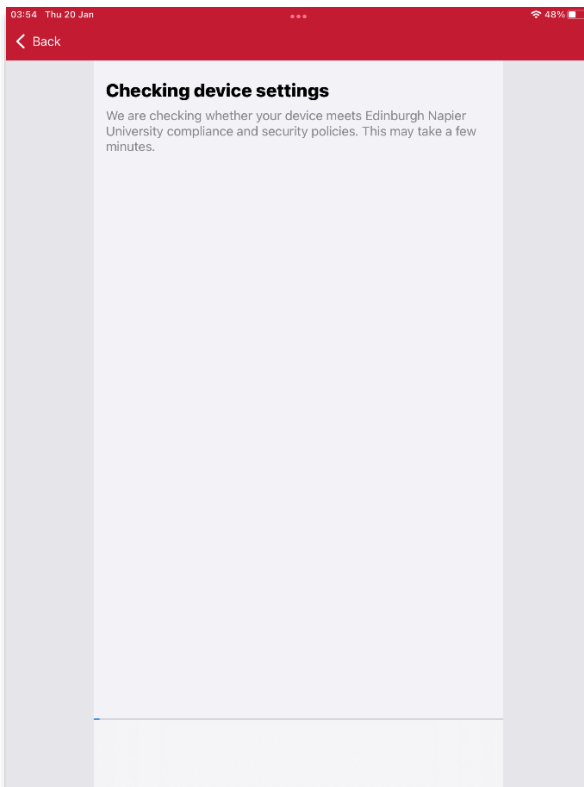 03:54 Thu 20 Jan
48%
Back
Checking device settings
We are checking whether your device meets Edinburgh Napier
University compliance and security policies. This may take a few
minutes.